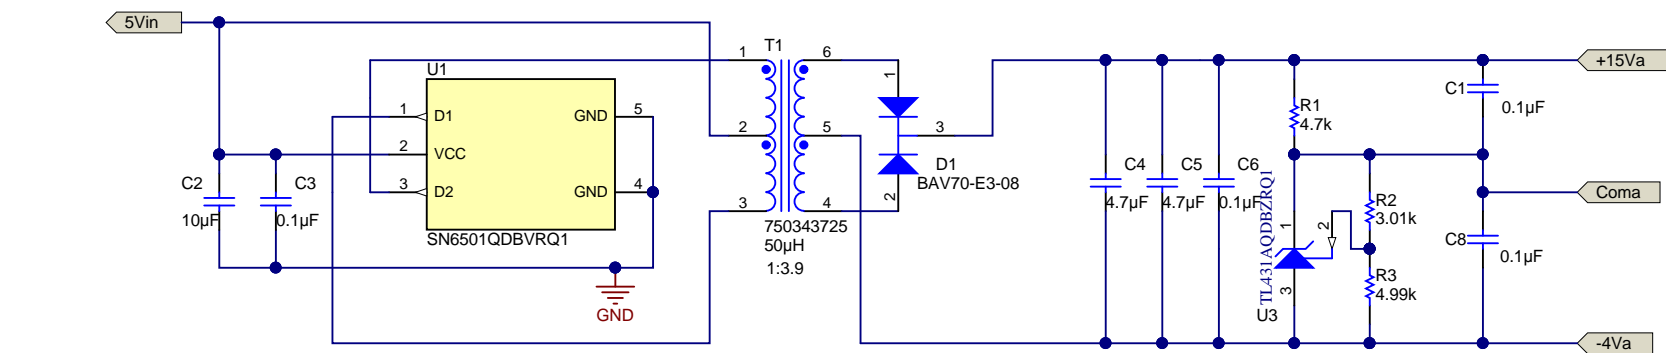 5Vin
C2
10µF
C3
0.1µF
U1
1
D1
GND
5
2
VCC
3
D2
GND
4
SN6501QDBVRQ1
GND
T1
1
6
2
5
3
4
750343725
50µH
1:3.9
1
3
2
D1
BAV70-E3-08
C4
4.7µF
C5
4.7µF
C6
0.1µF
R1
4.7k
TL431AQDBZRQ1
1
2
3
U3
R2
3.01k
R3
4.99k
C1
0.1µF
C8
0.1µF
+15Va
Coma
-4Va